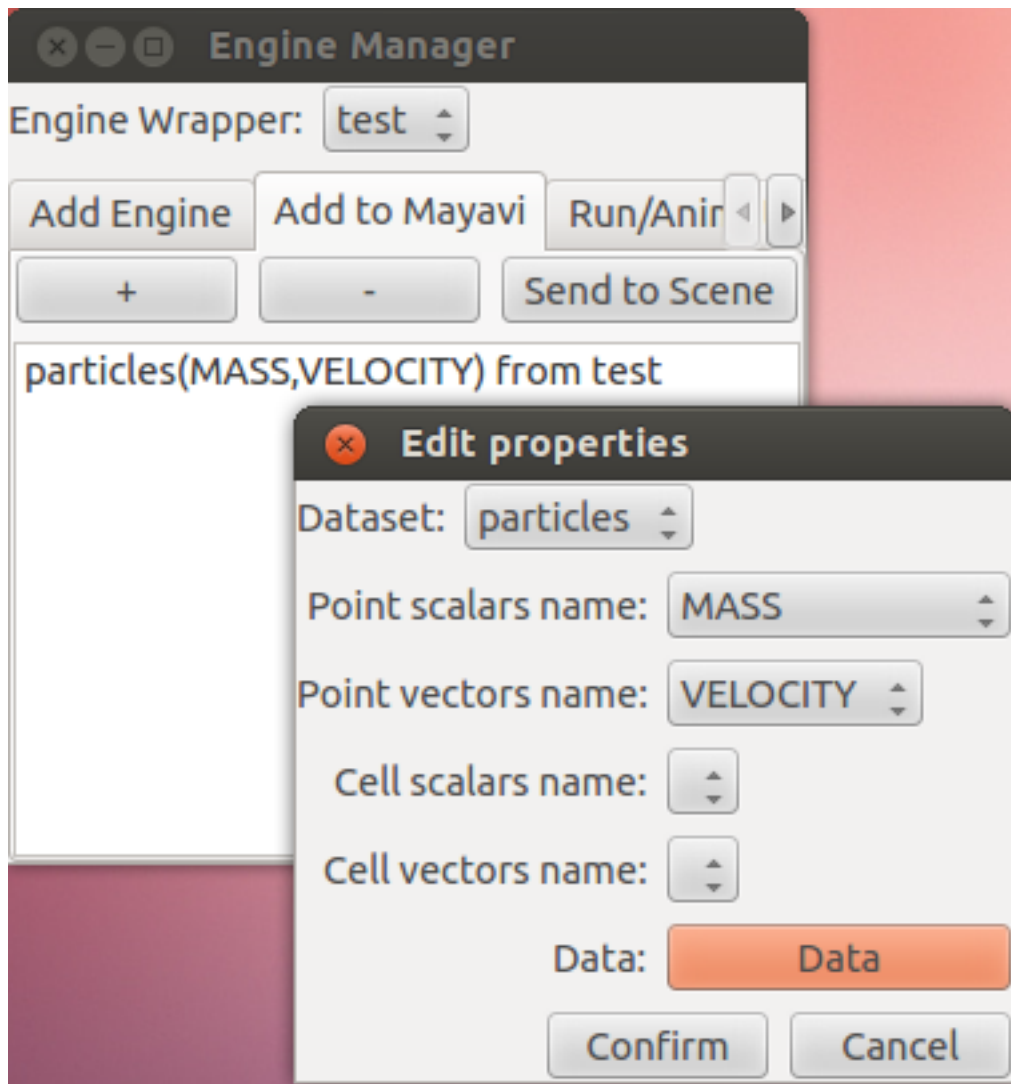 Engine Manager
Engine Wrapper: test
Add Engine Add to Mayavi Run/Anir
+ - Send to Scene
particles(MASS,VELOCITY) from test
Edit properties
Dataset: particles
Point scalars name: MASS
Point vectors name: VELOCITY
Cell scalars name:
Cell vectors name:
Data: Data
Confirm Cancel